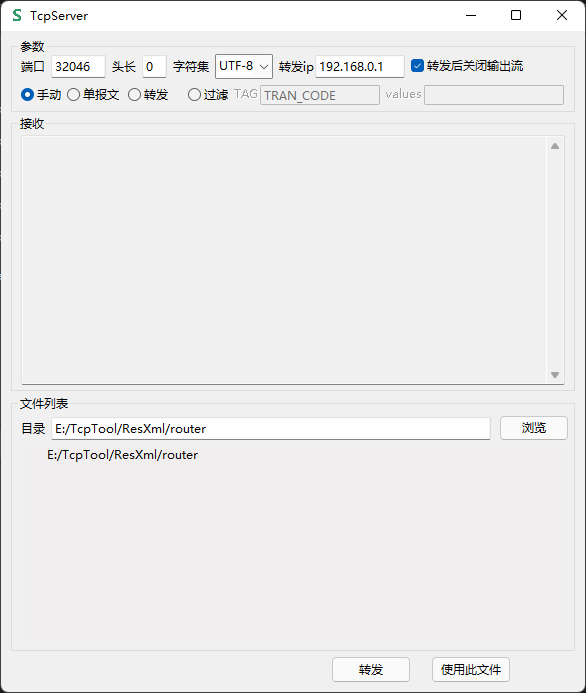 TcpServer
参数
端口 32046 头长 0 字符集 UTF-8 转发ip 192.168.0.1 转发后关闭输出流
手动 单报文 转发 过滤 TAG TRAN_CODE values
接收
文件列表
目录 E:/TcpTool/ResXml/router 浏览
E:/TcpTool/ResXml/router
转发 使用此文件